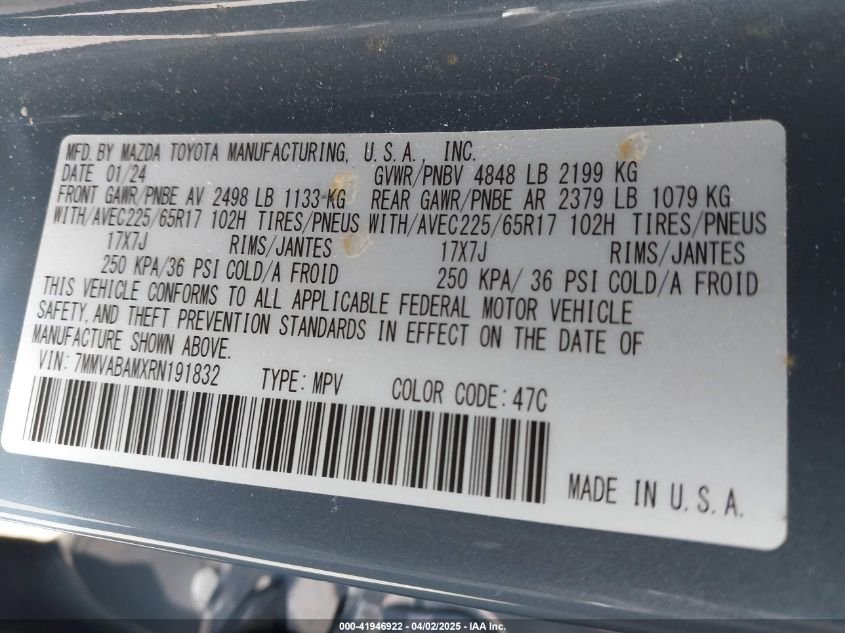 MFD. BY MAZDA TOYOTA MANUFACTURING, U.S.A., INC.
DATE 01/24 GVWR/PNBV 4848 LB 2199 KG
FRONT GAWR/PNBE AV 2498 LB 1133 KG REAR GAWR/PNBE AR 2379 LB 1079 KG
WITH/AVEC225/65R17 102H TIRES/PNEUS WITH/AVEC225/65R17 102H TIRES/PNEUS
17X7J RIMS/JANTES 17X7J RIMS/JANTES
250 KPA/36 PSI COLD/A FROID 250 KPA/ 36 PSI COLD/A FROID
THIS VEHICLE CONFORMS TO ALL APPLICABLE FEDERAL MOTOR VEHICLE
SAFETY, AND THEFT PREVENTION STANDARDS IN EFFECT ON THE DATE OF
MANUFACTURE SHOWN ABOVE.
VIN: 7MMVABAMXRN191832 TYPE: MPV COLOR CODE: 47C
MADE IN U.S.A.
000-41946922 | 04/02/2025 - IAA Inc.